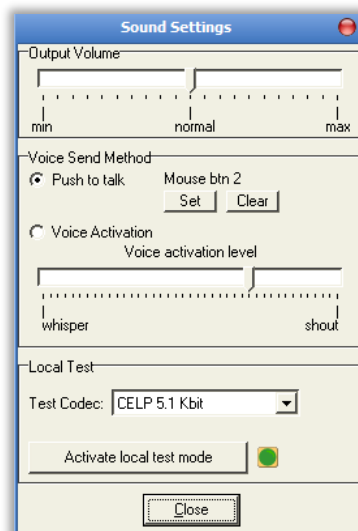 Sound Settings
Output Volume
min normal max
Voice Send Method
Push to talk Mouse btn 2
Set Clear
Voice Activation
Voice activation level
whisper shout
Local Test
Test Codec: CELP 5.1 Kbit
Activate local test mode
Close